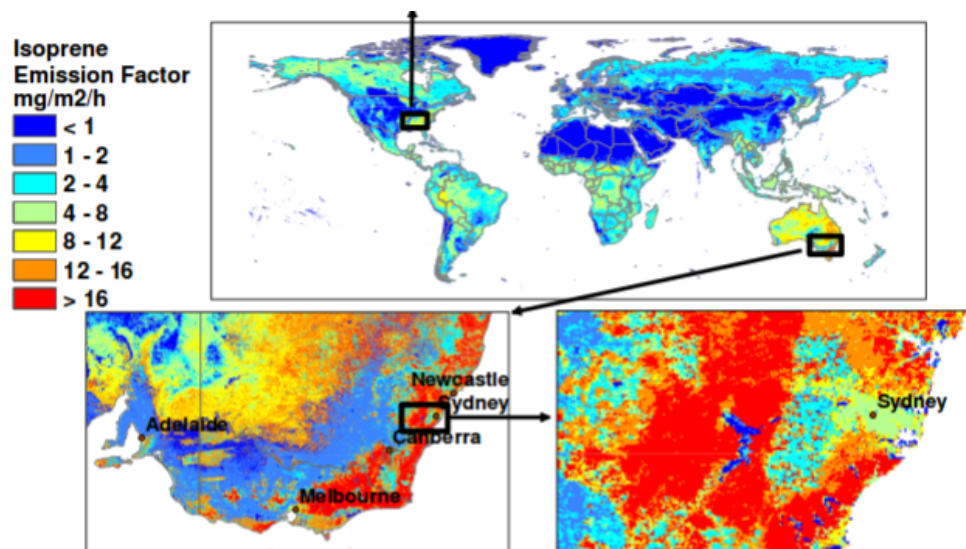 Isoprene
Emission Factor
mg/m2/h
< 1
1 - 2
2 - 4
4 - 8
8 - 12
12 - 16
> 16
Newcastle
Sydney
Adelaide
Canberra
Melbourne
Sydney